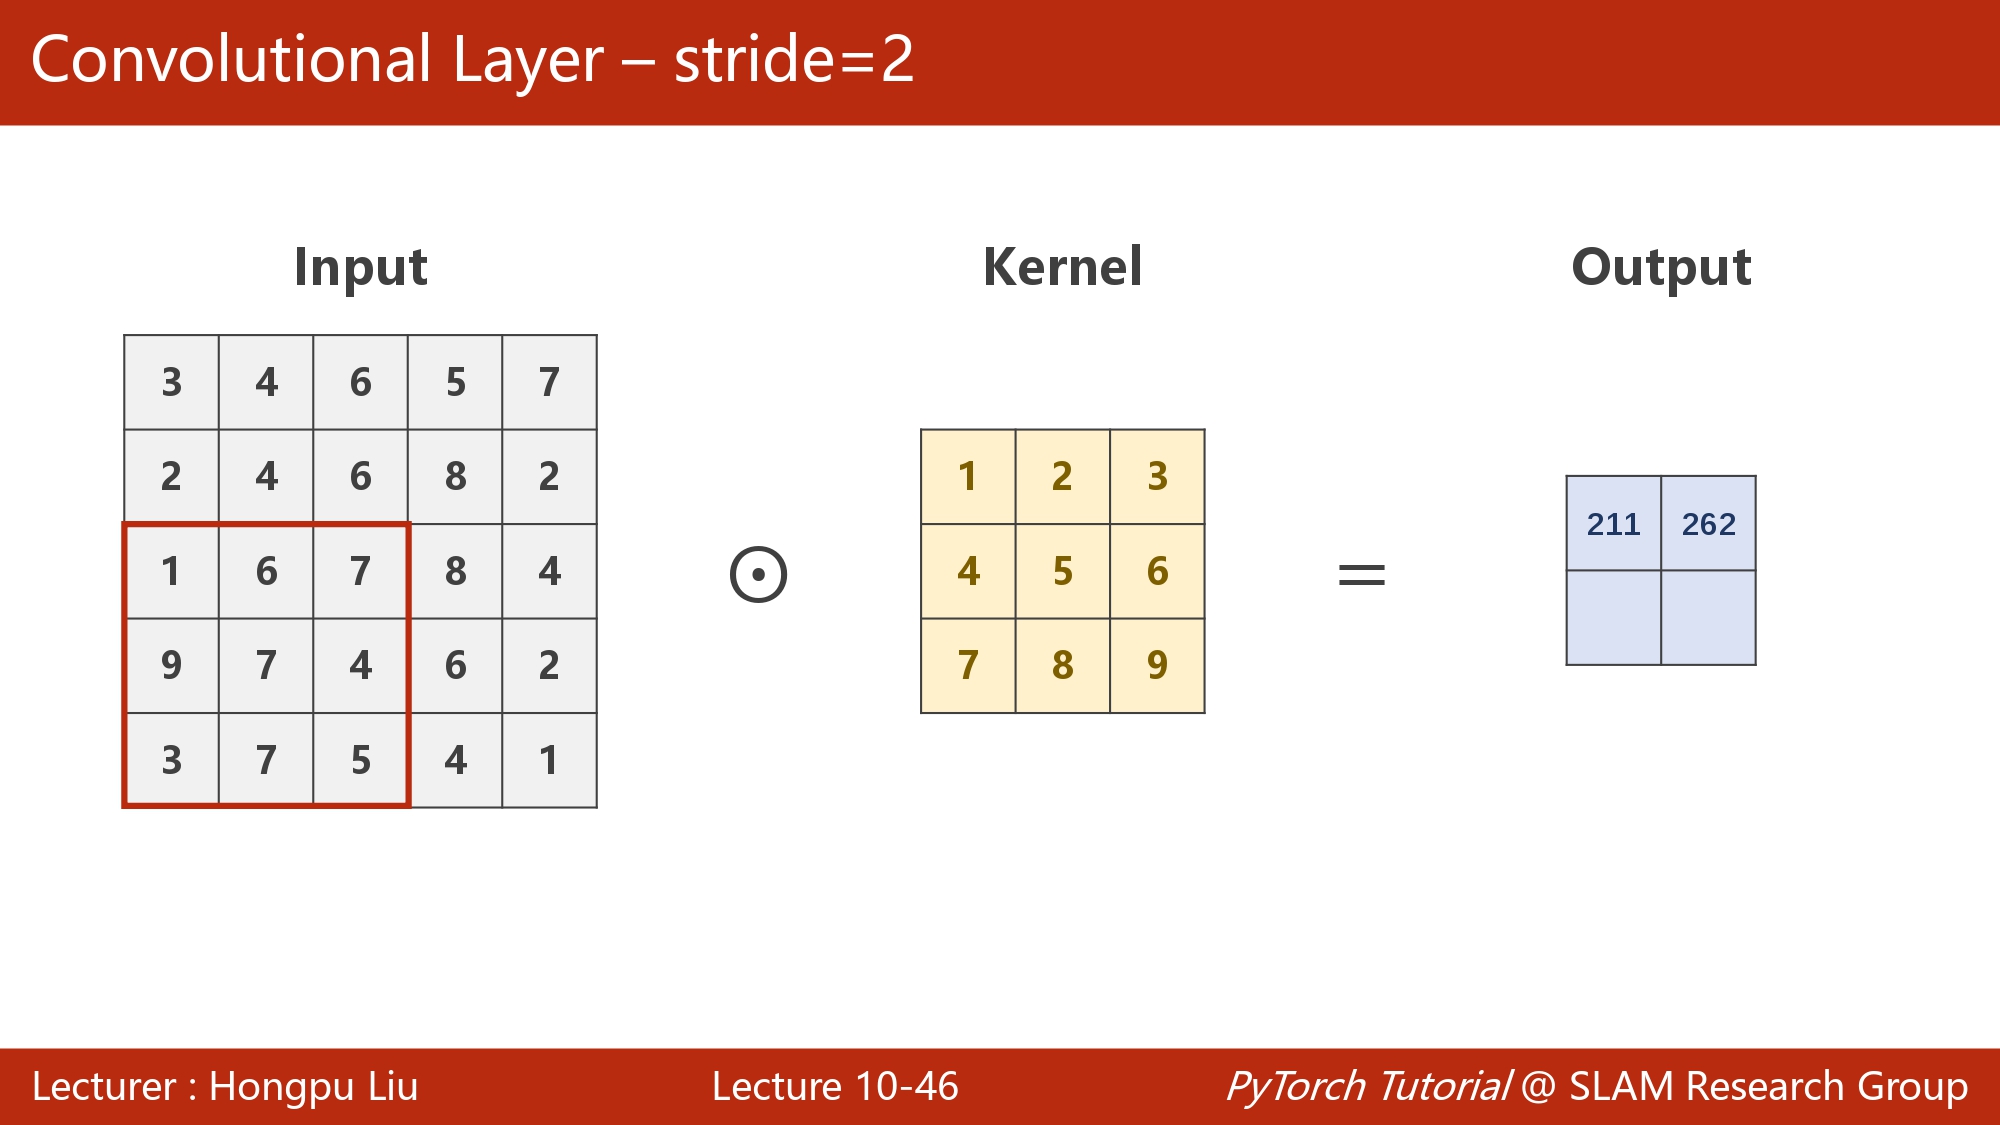 Convolutional Layer – stride=2
Input
3 4 6 5 7
2 4 6 8 2
1 6 7 8 4
9 7 4 6 2
3 7 5 4 1
⊙
Kernel
1 2 3
4 5 6
7 8 9
=
Output
211 262
Lecturer : Hongpu Liu
Lecture 10-46
PyTorch Tutorial @ SLAM Research Group